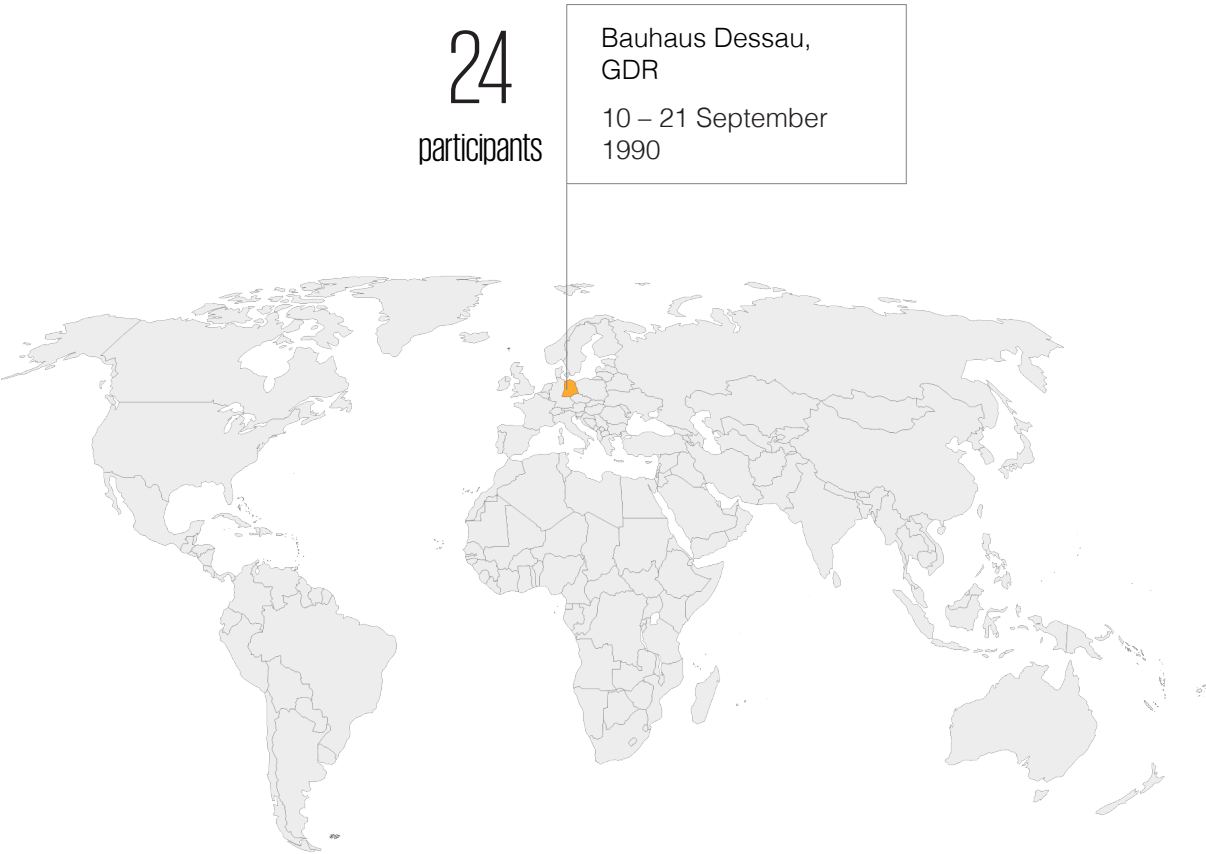 24
participants
Bauhaus Dessau,
GDR
10 – 21 September
1990